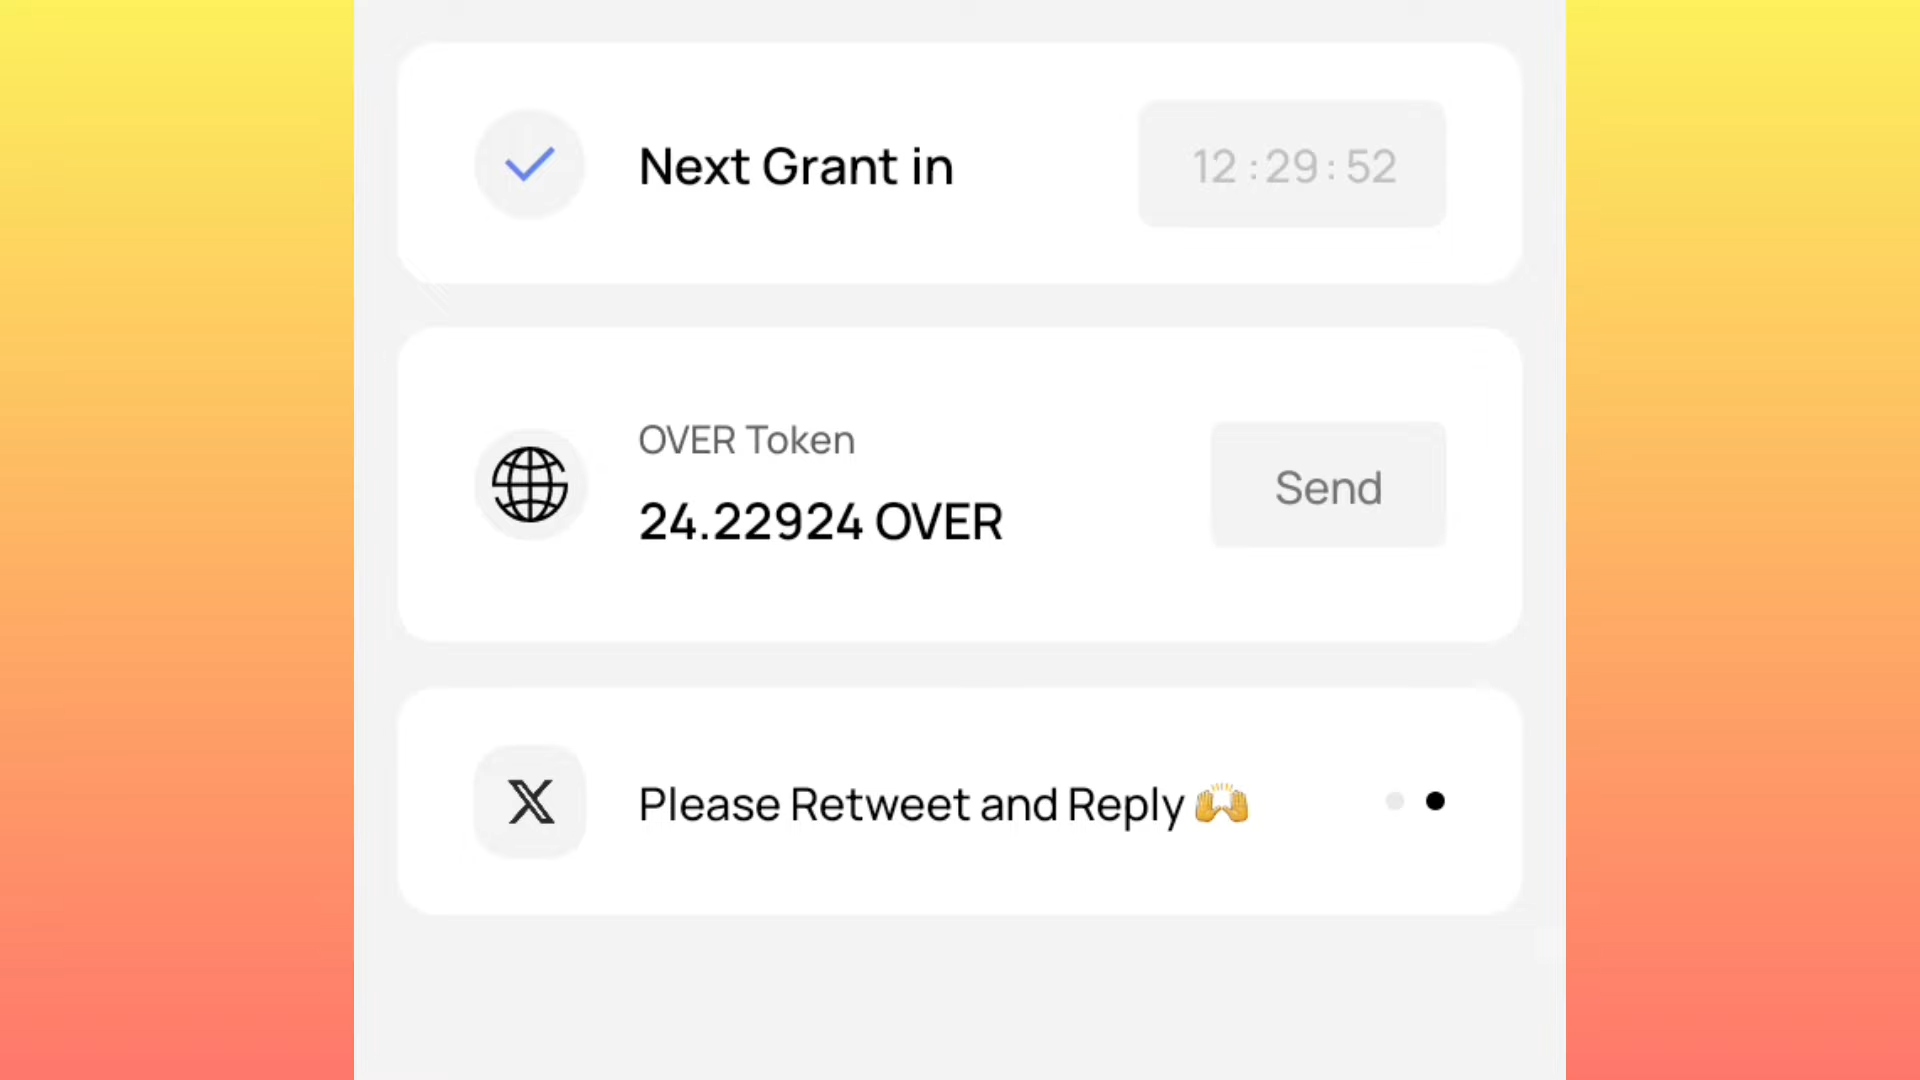 Next Grant in
12:29:52
OVER Token
24.22924 OVER
Send
Please Retweet and Reply 🙌